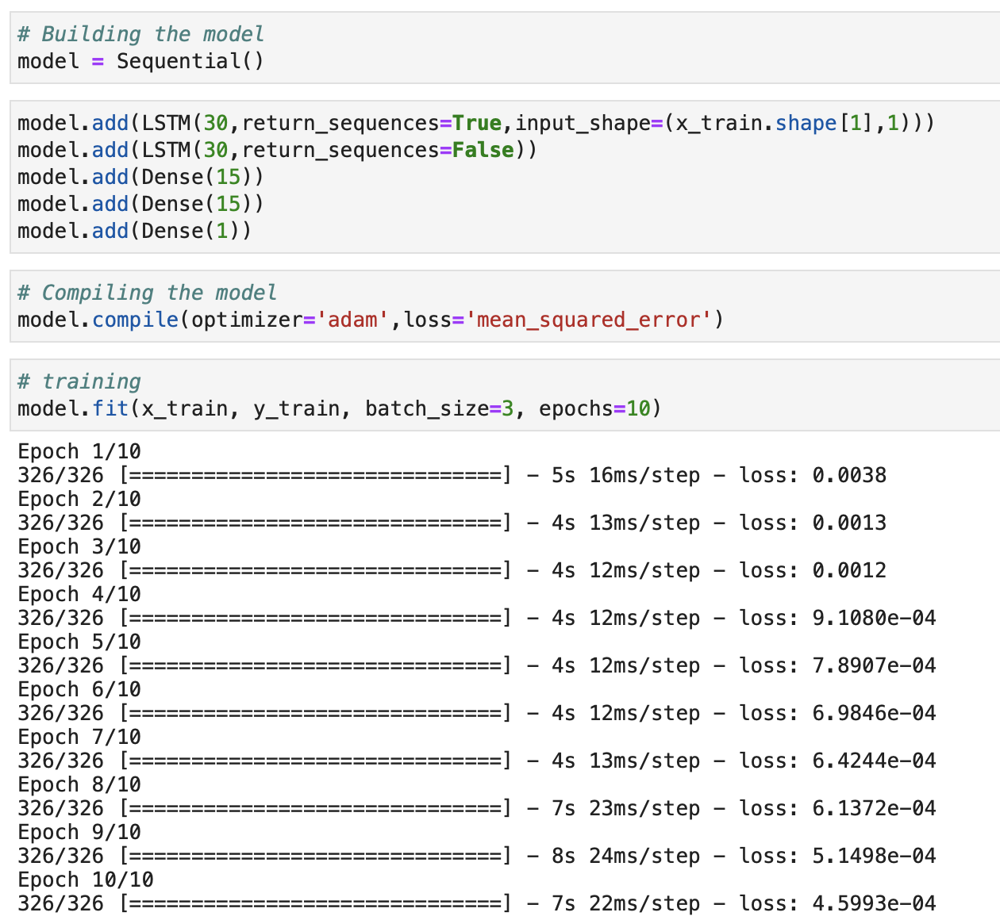 # Building the model
model = Sequential()
model.add(LSTM(30,return_sequences=True,input_shape=(x_train.shape[1],1)))
model.add(LSTM(30,return_sequences=False))
model.add(Dense(15))
model.add(Dense(15))
model.add(Dense(1))
# Compiling the model
model.compile(optimizer='adam',loss='mean_squared_error')
# training
model.fit(x_train, y_train, batch_size=3, epochs=10)
Epoch 1/10
326/326 [==============================] - 5s 16ms/step - loss: 0.0038
Epoch 2/10
326/326 [==============================] - 4s 13ms/step - loss: 0.0013
Epoch 3/10
326/326 [==============================] - 4s 12ms/step - loss: 0.0012
Epoch 4/10
326/326 [==============================] - 4s 12ms/step - loss: 9.1080e-04
Epoch 5/10
326/326 [==============================] - 4s 12ms/step - loss: 7.8907e-04
Epoch 6/10
326/326 [==============================] - 4s 12ms/step - loss: 6.9846e-04
Epoch 7/10
326/326 [==============================] - 4s 13ms/step - loss: 6.4244e-04
Epoch 8/10
326/326 [==============================] - 7s 23ms/step - loss: 6.1372e-04
Epoch 9/10
326/326 [==============================] - 8s 24ms/step - loss: 5.1498e-04
Epoch 10/10
326/326 [==============================] - 7s 22ms/step - loss: 4.5993e-04